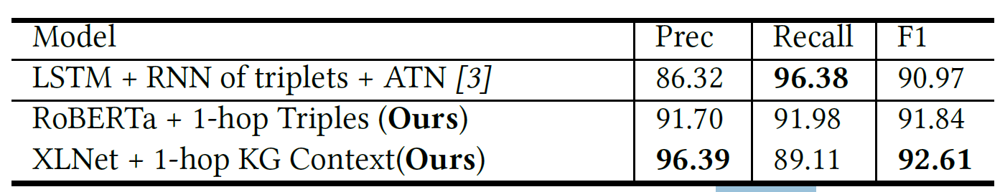 Model Prec Recall F1
LSTM + RNN of triplets + ATN [3] 86.32 96.38 90.97
RoBERTa + 1-hop Triples (Ours) 91.70 91.98 91.84
XLNet + 1-hop KG Context(Ours) 96.39 89.11 92.61